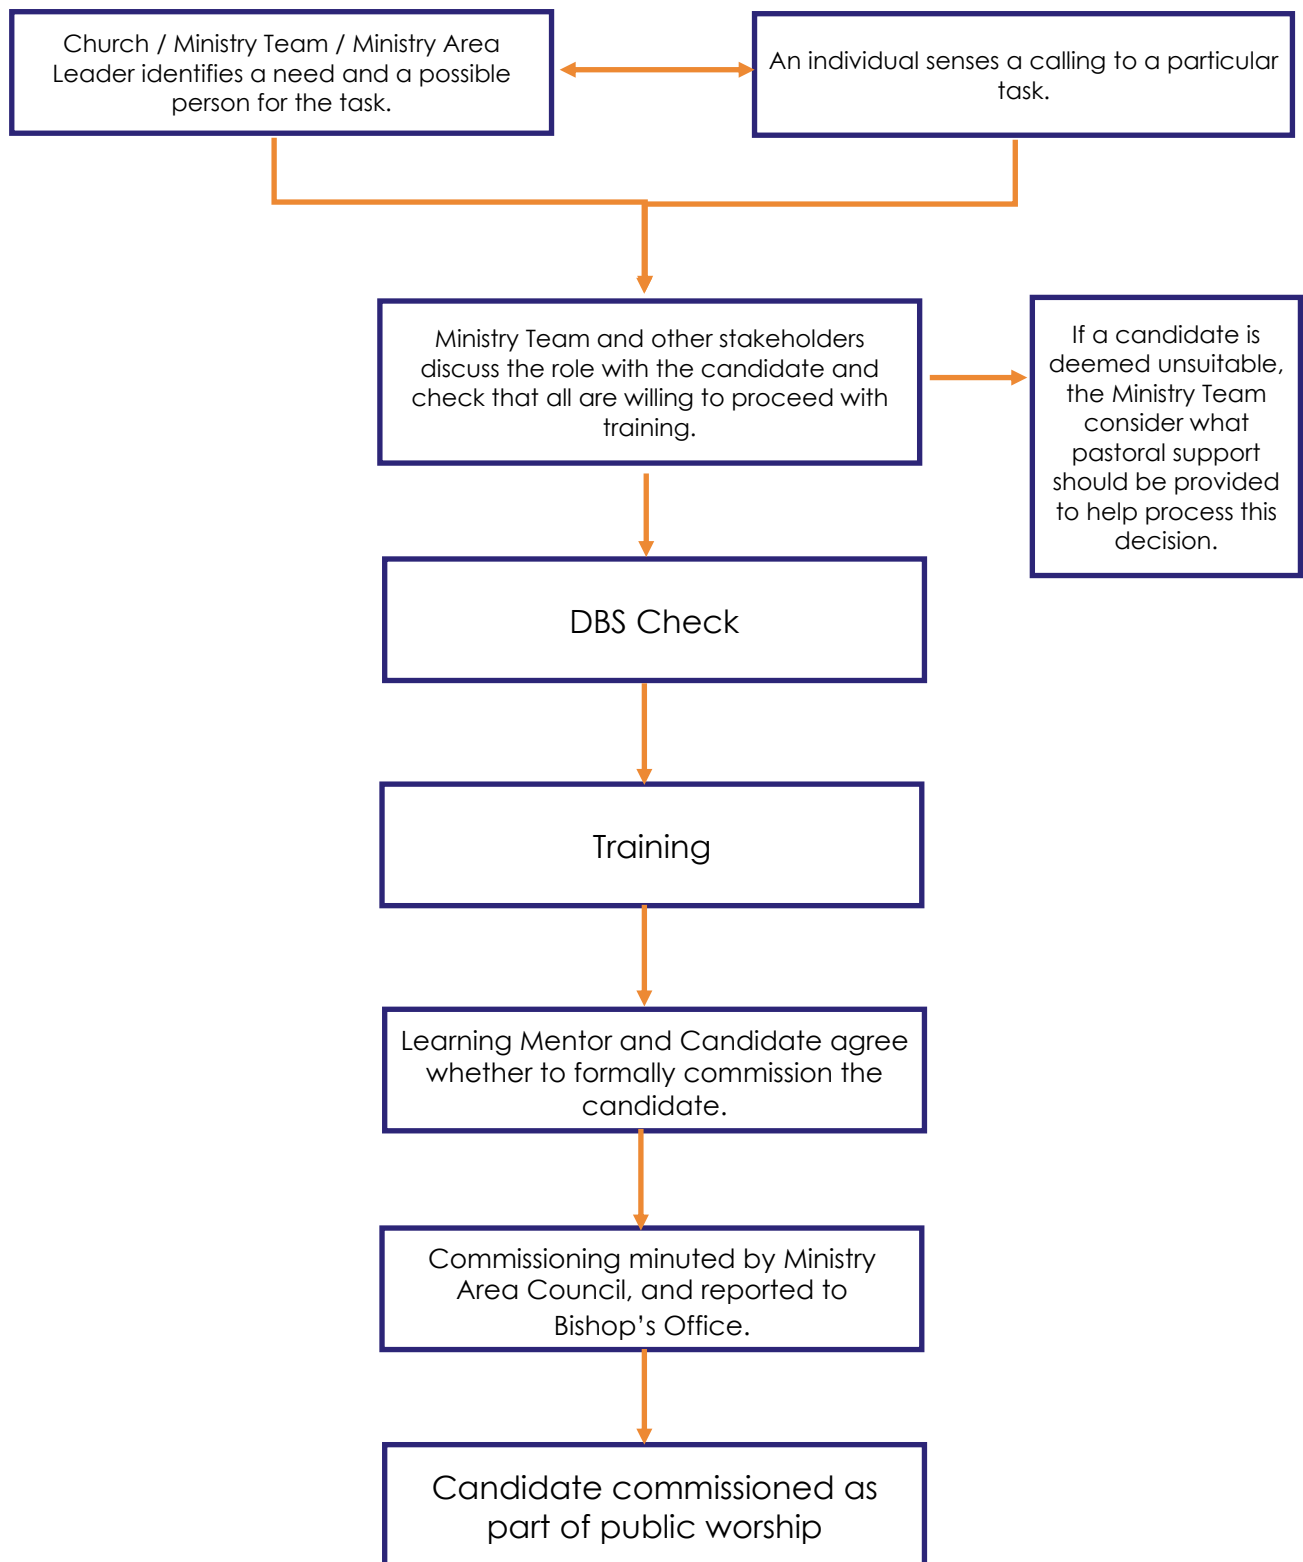 Church / Ministry Team / Ministry Area
Leader identifies a need and a possible
person for the task.
An individual senses a calling to a particular
task.
Ministry Team and other stakeholders
discuss the role with the candidate and
check that all are willing to proceed with
training.
If a candidate is
deemed unsuitable,
the Ministry Team
consider what
pastoral support
should be provided
to help process this
decision.
DBS Check
Training
Learning Mentor and Candidate agree
whether to formally commission the
candidate.
Commissioning minuted by Ministry
Area Council, and reported to
Bishop’s Office.
Candidate commissioned as
part of public worship